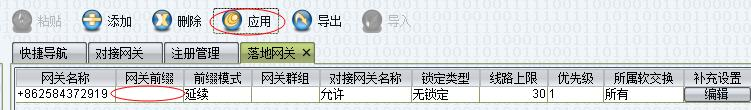 粘贴 添加 删除 应用 导出 导入
快捷导航 对接网关 注册管理 落地网关 ×
网关名称 网关前缀 前缀模式 网关群组 对接网关名称 锁定类型 线路上限 优先级 所属软交换 补充设置
+862584372919 延续 允许 无锁定 30 1 所有 编辑